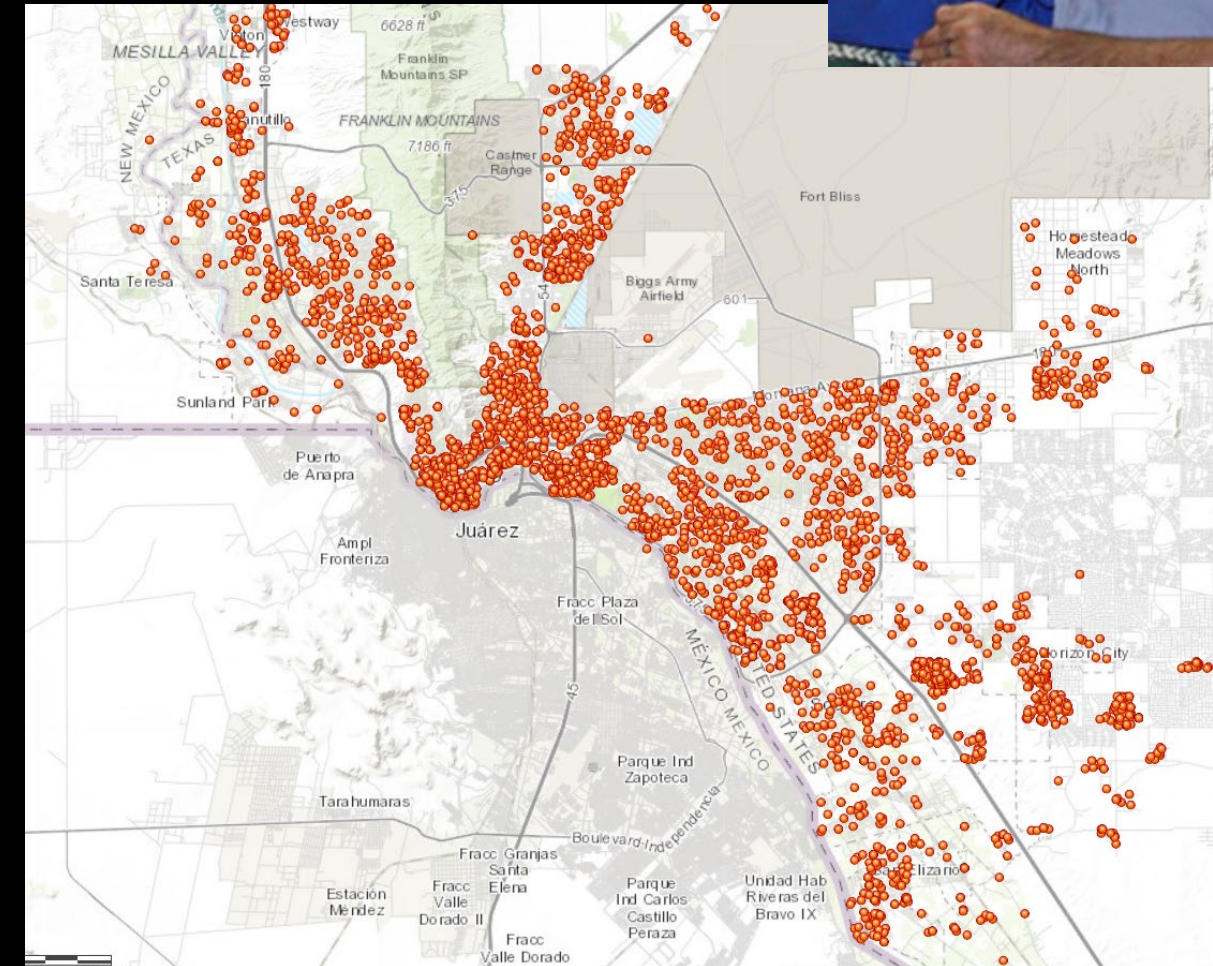 Westway
Vinton
6628 ft
MESILLA VALLEY
Franklin
Mountains SP
180
NEW MEXICO
TEXAS
FRANKLIN MOUNTAINS
7186 ft
Castner
Range
375
Fort Bliss
Homestead
Meadows
North
Santa Teresa
Biggs Army
Airfield
601
54
Sunland Park
Puerto
de Anapra
Juárez
Ampl
Fronteriza
Fracc Plaza
del Sol
MÉXICO MEXICO
STATES
Horizon City
45
Parque Ind
Zapoteca
Tarahumaras
Boulevard Independencia
Fracc Granjas
Santa
Elena
Estación
Méndez
Fracc
Valle
Dorado II
Parque
Ind Carlos
Castillo
Peraza
Unidad Hab
Riveras del
Bravo IX
Elizario
Fracc
Valle Dorado